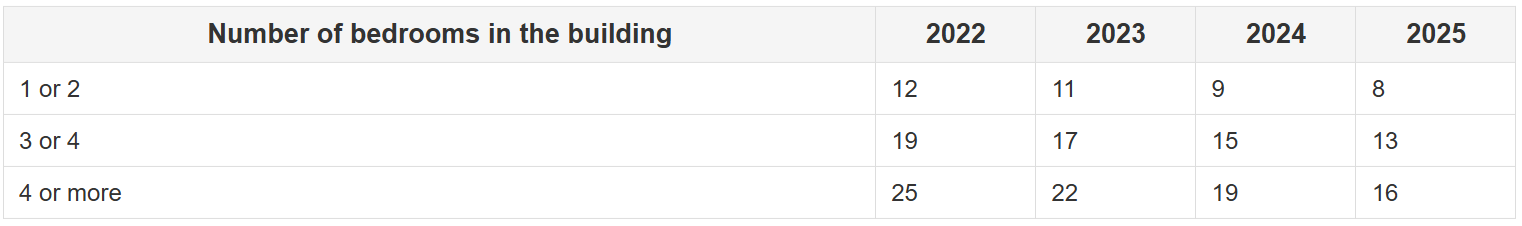 Number of bedrooms in the building 2022 2023 2024 2025
1 or 2 12 11 9 8
3 or 4 19 17 15 13
4 or more 25 22 19 16